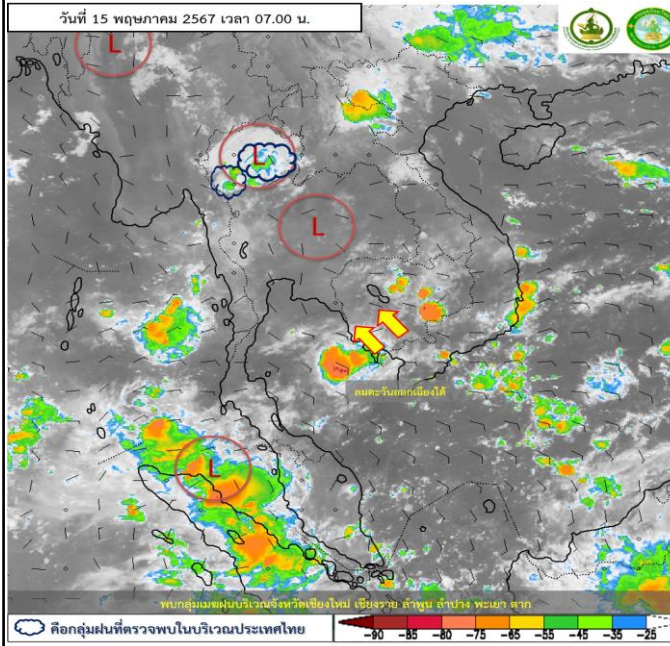 วันที่ 15 พฤษภาคม 2567 เวลา 07.00 น.
L
L
L
ลมตะวันออกเฉียงใต้
L
พบกลุ่มเมฆฝนบริเวณจังหวัดเชียงใหม่ เชียงราย ลำพูน ลำปาง พะเยา ตาก
คือกลุ่มฝนที่ตรวจพบในบริเวณประเทศไทย
-90 -85 -80 -75 -65 -55 -45 -35 -25